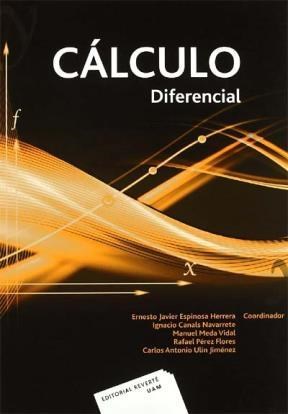 CÁLCULO
Diferencial
y
f
x
Ernesto Javier Espinosa Herrera Coordinador
Ignacio Canals Navarrete
Manuel Meda Vidal
Rafael Pérez Flores
Carlos Antonio Ulín Jiménez
EDITORIAL REVERTÉ
UAM